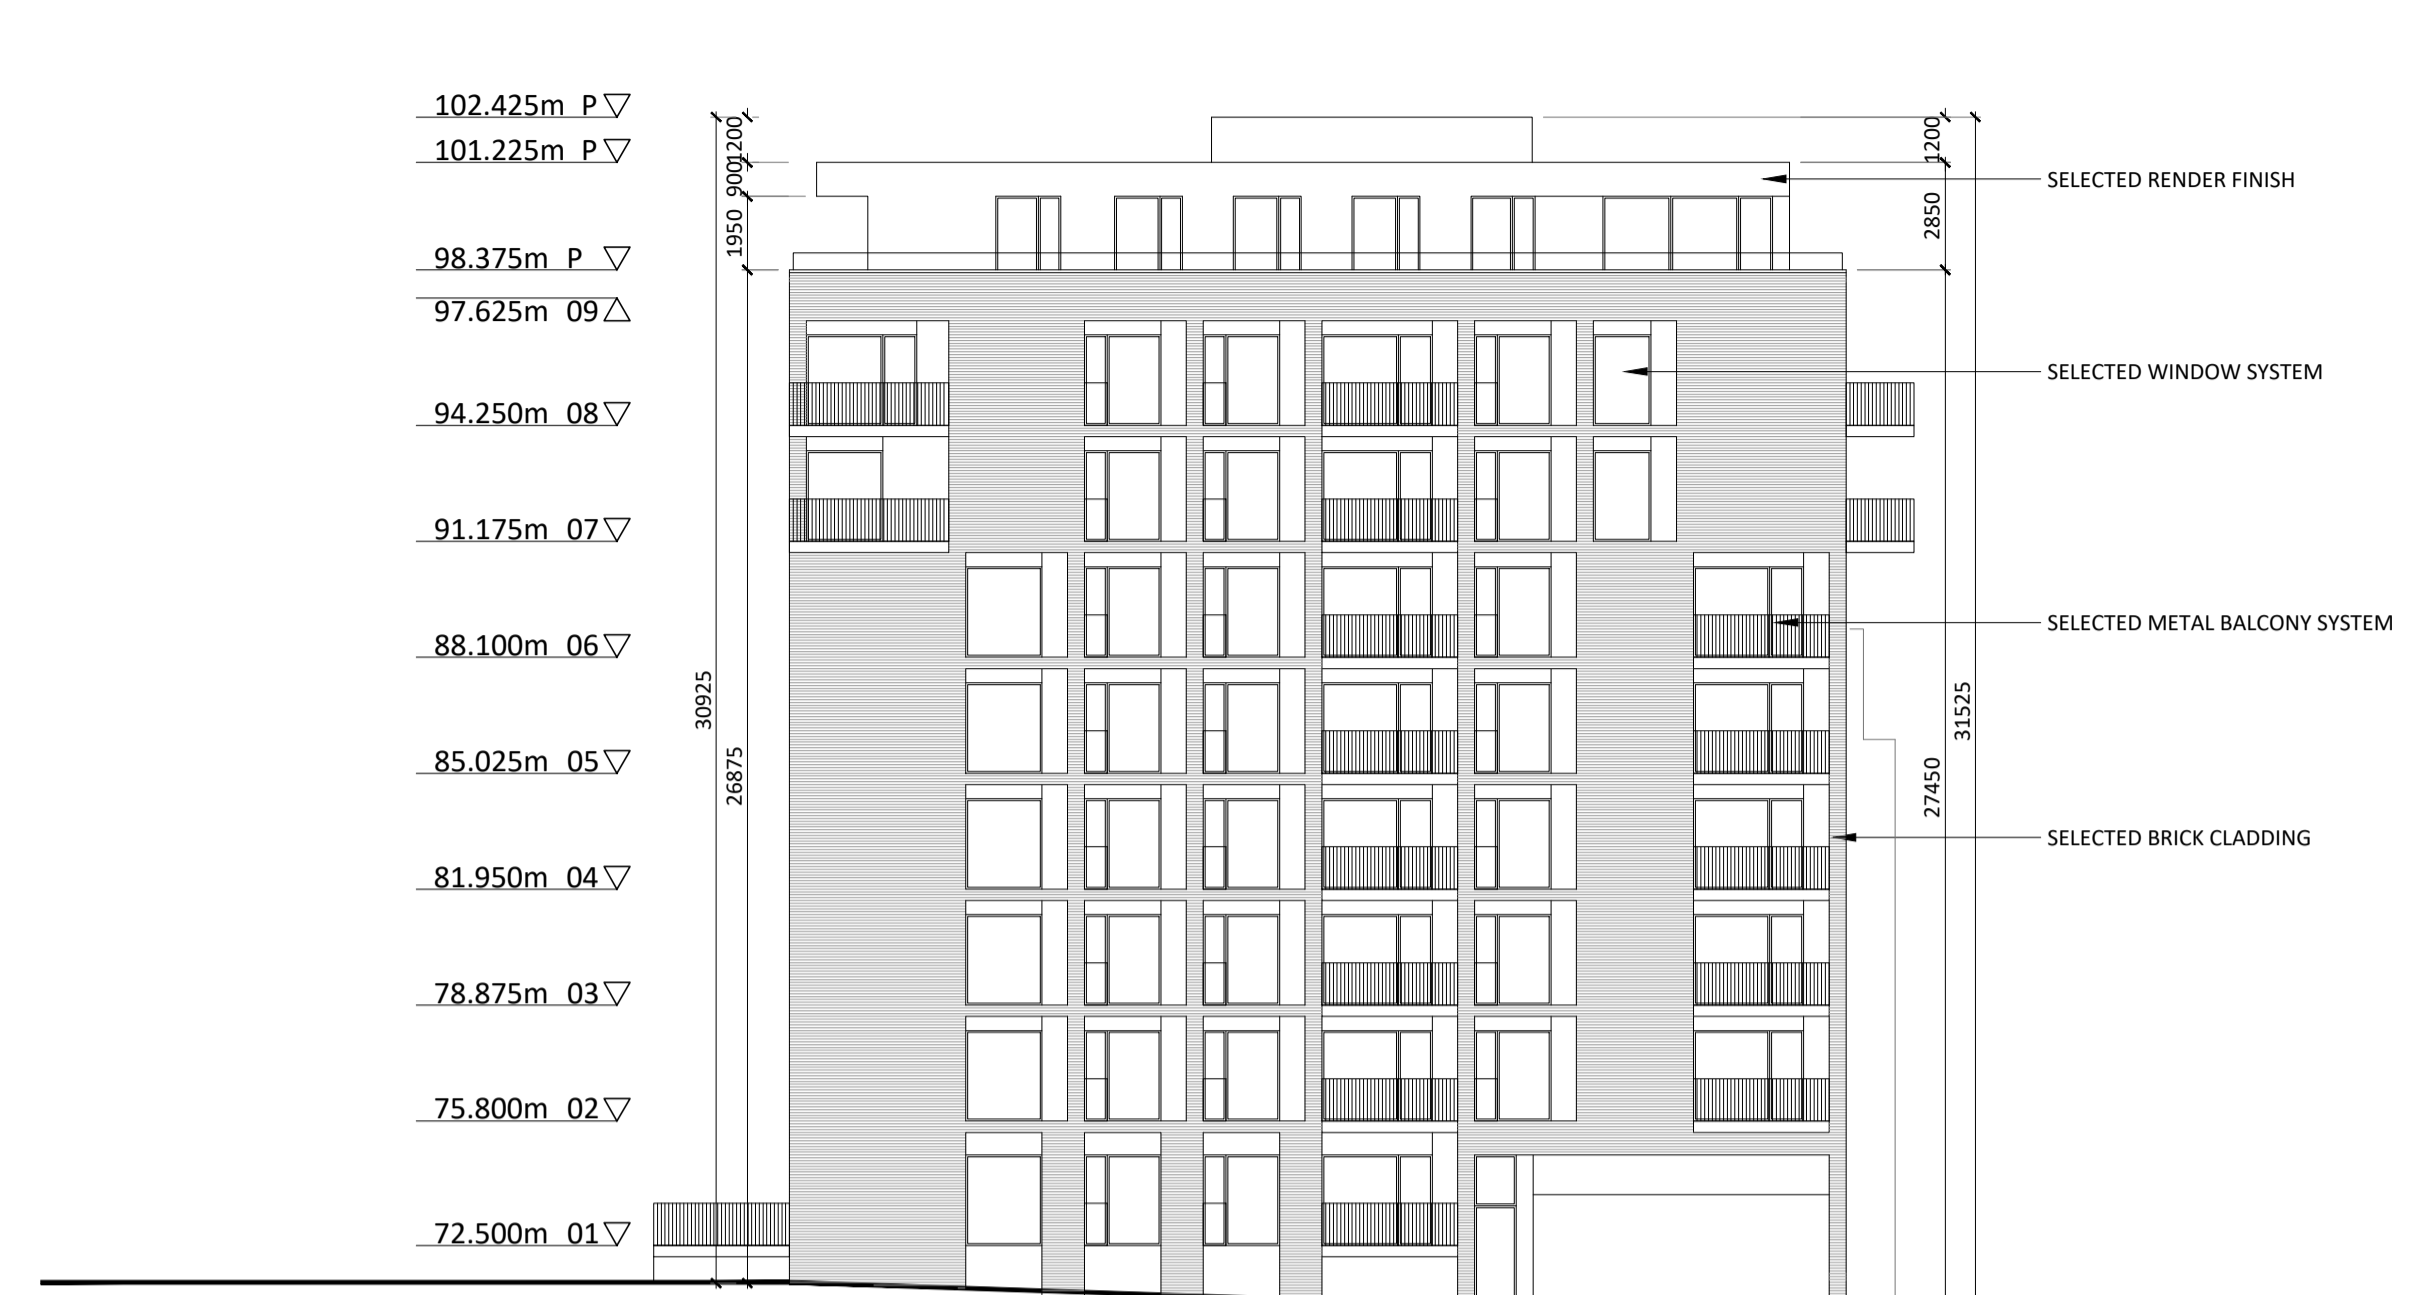 102.425m P
101.225m P
98.375m P
97.625m 09
94.250m 08
91.175m 07
88.100m 06
85.025m 05
81.950m 04
78.875m 03
75.800m 02
72.500m 01
1200
900
1950
30925
26875
1200
2850
31525
27450
SELECTED RENDER FINISH
SELECTED WINDOW SYSTEM
SELECTED METAL BALCONY SYSTEM
SELECTED BRICK CLADDING